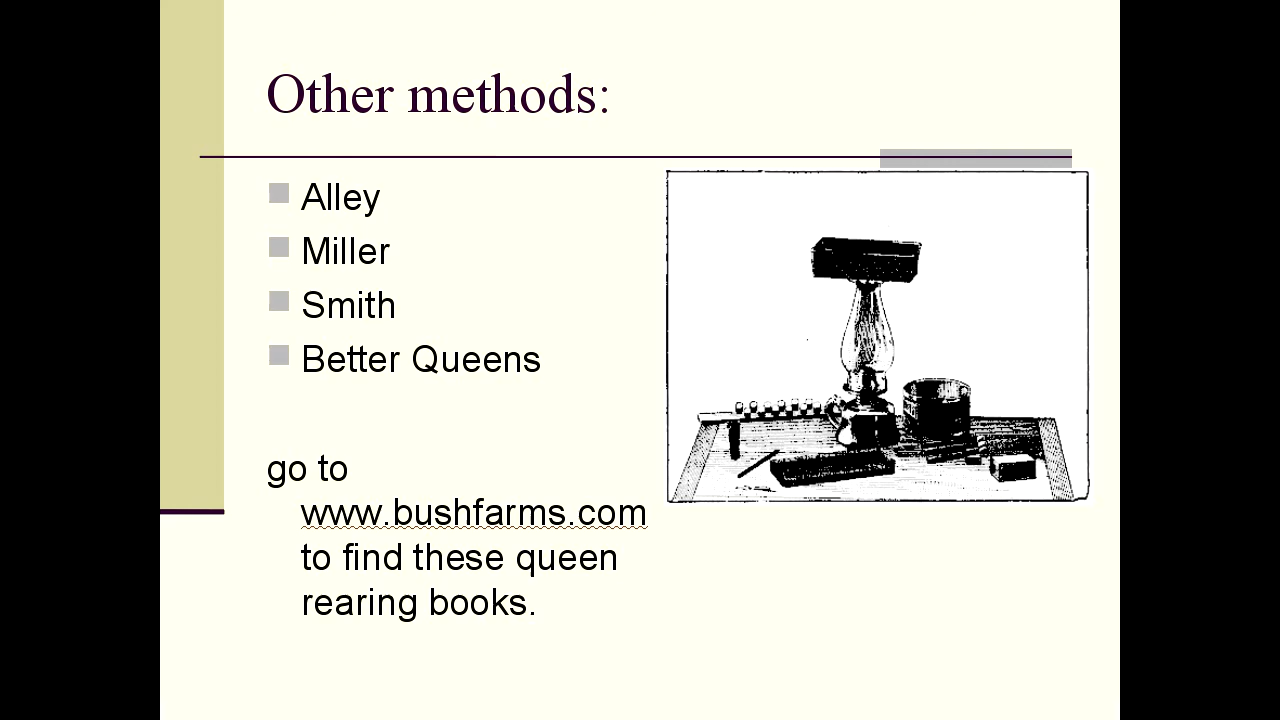 Other methods:
Alley
Miller
Smith
Better Queens
go to
www.bushfarms.com
to find these queen
rearing books.